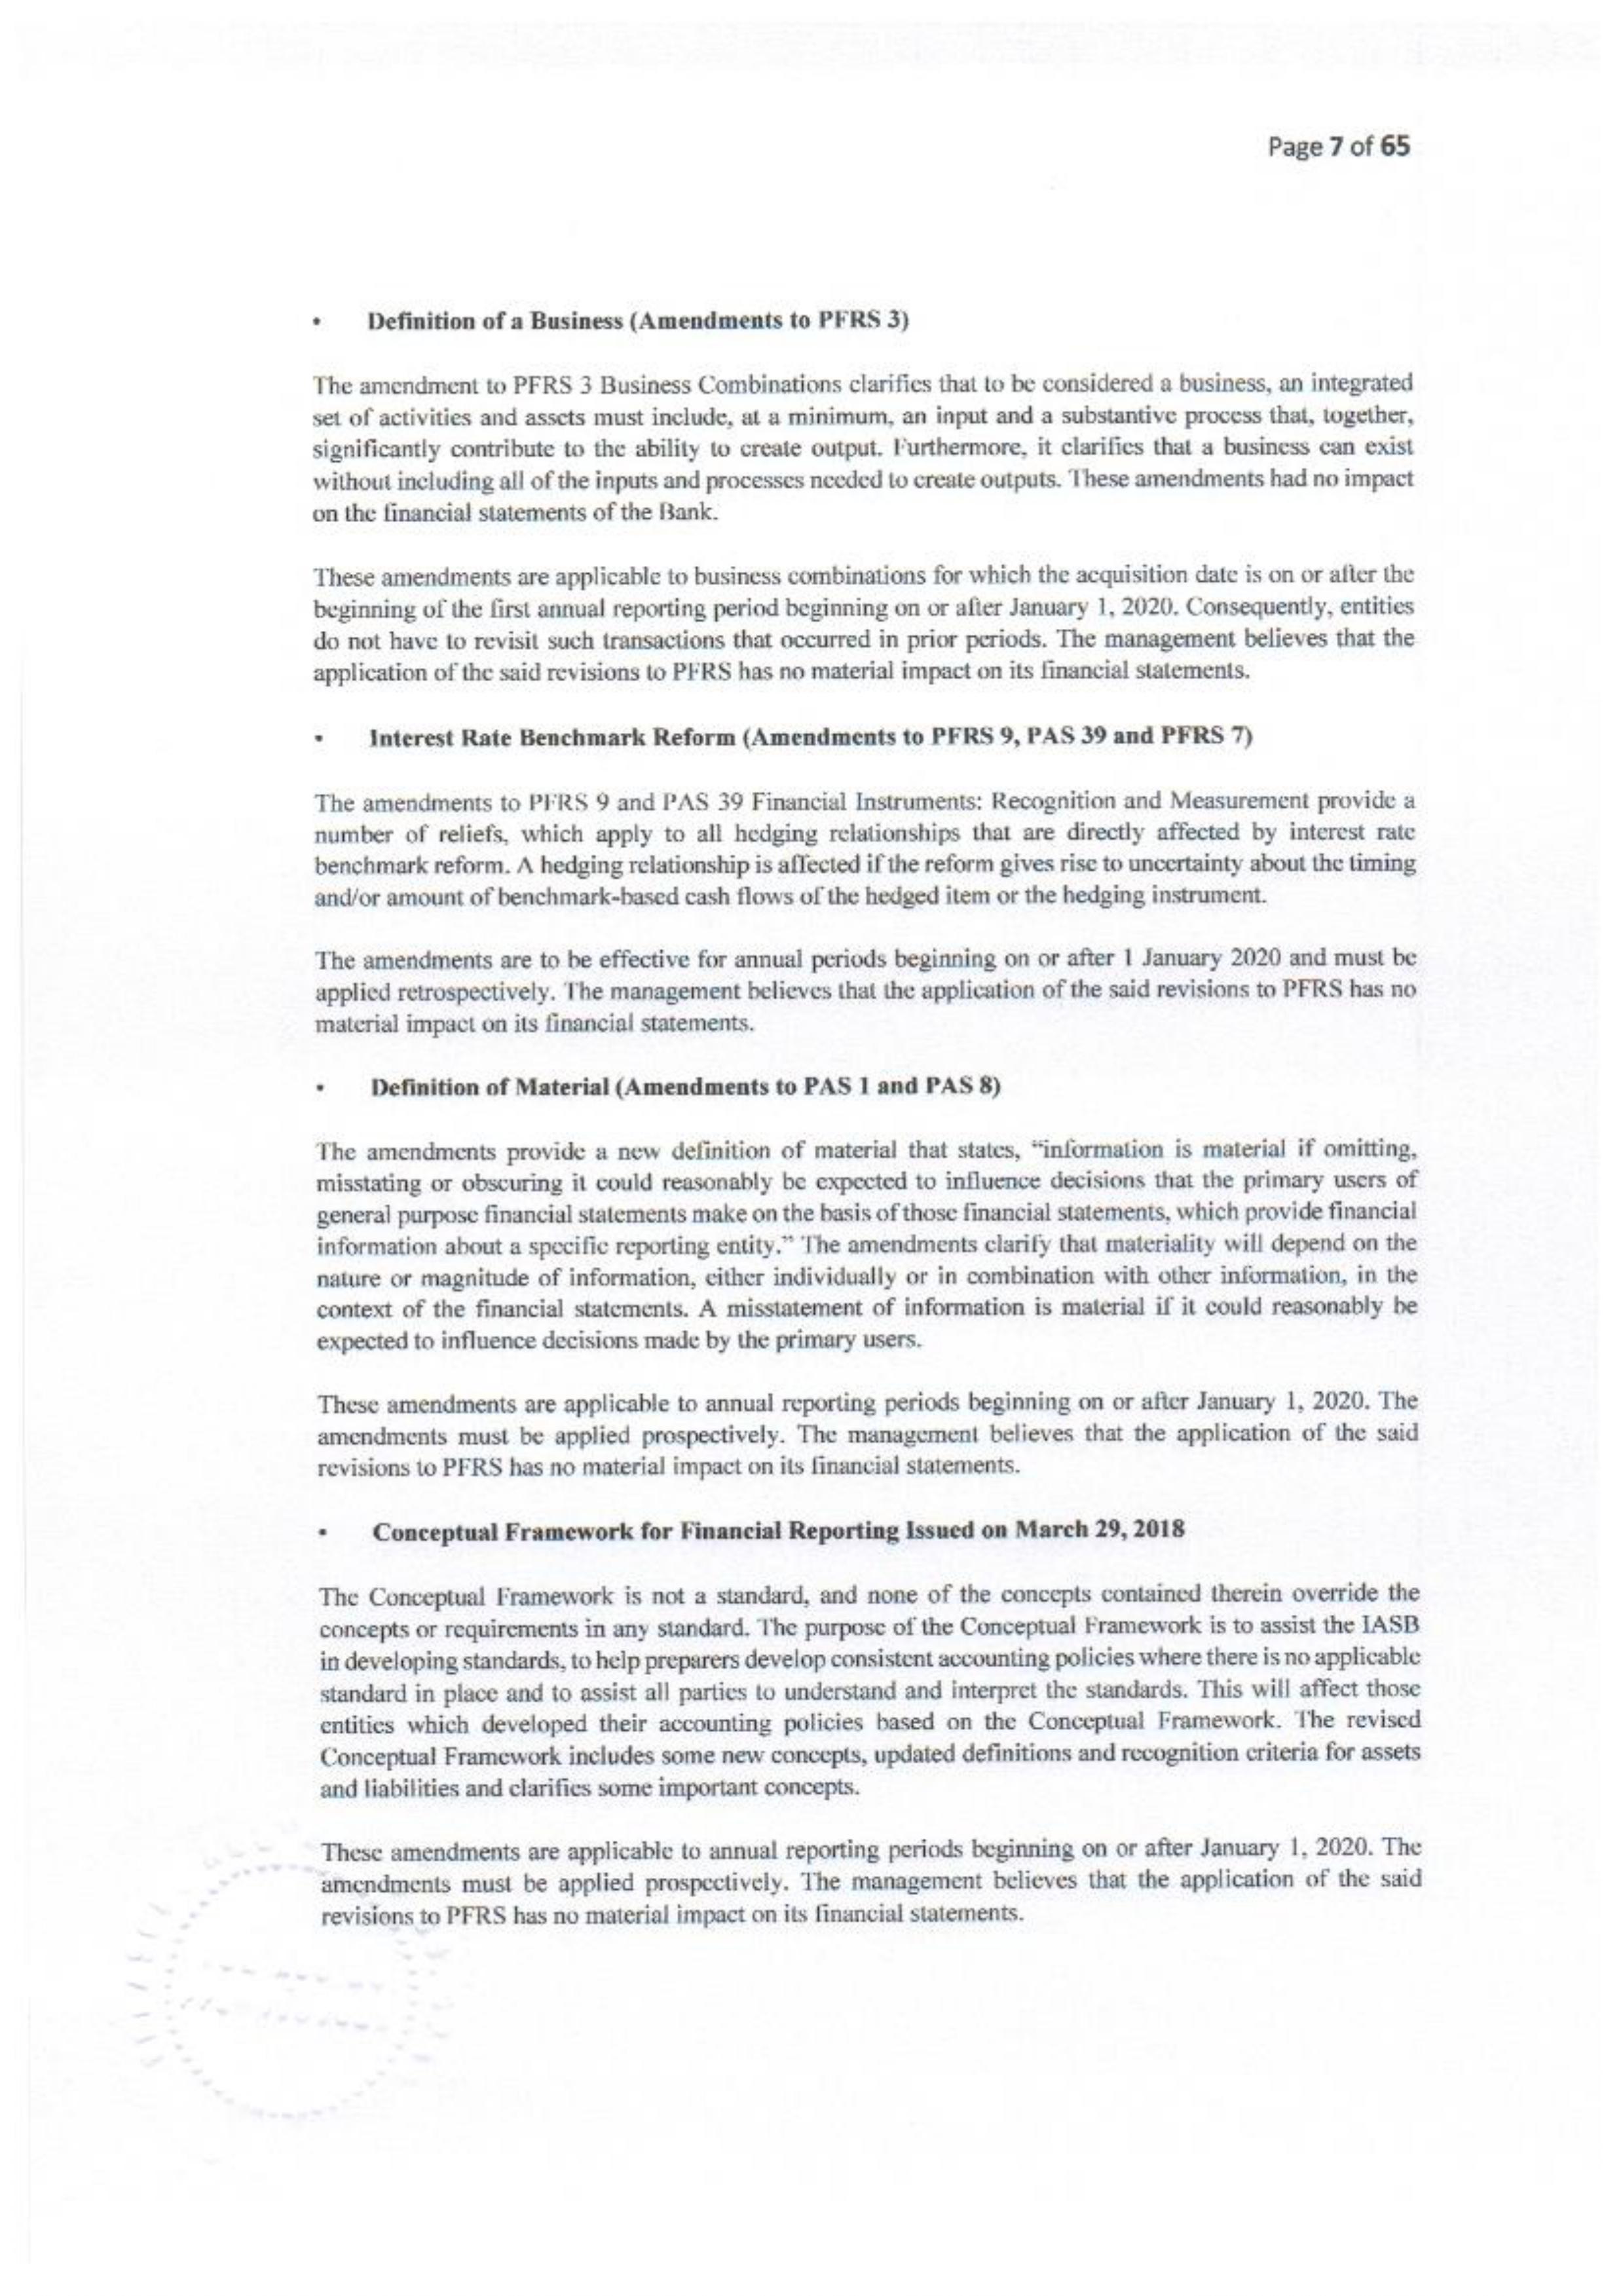 Page 7 of 65
• Definition of a Business (Amendments to PFRS 3)
The amendment to PFRS 3 Business Combinations clarifies that to be considered a business, an integrated
set of activities and assets must include, at a minimum, an input and a substantive process that, together,
significantly contribute to the ability to create output. Furthermore, it clarifies that a business can exist
without including all of the inputs and processes needed to create outputs. These amendments had no impact
on the financial statements of the Bank.
These amendments are applicable to business combinations for which the acquisition date is on or after the
beginning of the first annual reporting period beginning on or after January 1, 2020. Consequently, entities
do not have to revisit such transactions that occurred in prior periods. The management believes that the
application of the said revisions to PFRS has no material impact on its financial statements.
• Interest Rate Benchmark Reform (Amendments to PFRS 9, PAS 39 and PFRS 7)
The amendments to PFRS 9 and PAS 39 Financial Instruments: Recognition and Measurement provide a
number of reliefs, which apply to all hedging relationships that are directly affected by interest rate
benchmark reform. A hedging relationship is affected if the reform gives rise to uncertainty about the timing
and/or amount of benchmark-based cash flows of the hedged item or the hedging instrument.
The amendments are to be effective for annual periods beginning on or after 1 January 2020 and must be
applied retrospectively. The management believes that the application of the said revisions to PFRS has no
material impact on its financial statements.
• Definition of Material (Amendments to PAS 1 and PAS 8)
The amendments provide a new definition of material that states, “information is material if omitting,
misstating or obscuring it could reasonably be expected to influence decisions that the primary users of
general purpose financial statements make on the basis of those financial statements, which provide financial
information about a specific reporting entity.” The amendments clarify that materiality will depend on the
nature or magnitude of information, either individually or in combination with other information, in the
context of the financial statements. A misstatement of information is material if it could reasonably be
expected to influence decisions made by the primary users.
These amendments are applicable to annual reporting periods beginning on or after January 1, 2020. The
amendments must be applied prospectively. The management believes that the application of the said
revisions to PFRS has no material impact on its financial statements.
• Conceptual Framework for Financial Reporting Issued on March 29, 2018
The Conceptual Framework is not a standard, and none of the concepts contained therein override the
concepts or requirements in any standard. The purpose of the Conceptual Framework is to assist the IASB
in developing standards, to help preparers develop consistent accounting policies where there is no applicable
standard in place and to assist all parties to understand and interpret the standards. This will affect those
entities which developed their accounting policies based on the Conceptual Framework. The revised
Conceptual Framework includes some new concepts, updated definitions and recognition criteria for assets
and liabilities and clarifies some important concepts.
These amendments are applicable to annual reporting periods beginning on or after January 1, 2020. The
amendments must be applied prospectively. The management believes that the application of the said
revisions to PFRS has no material impact on its financial statements.